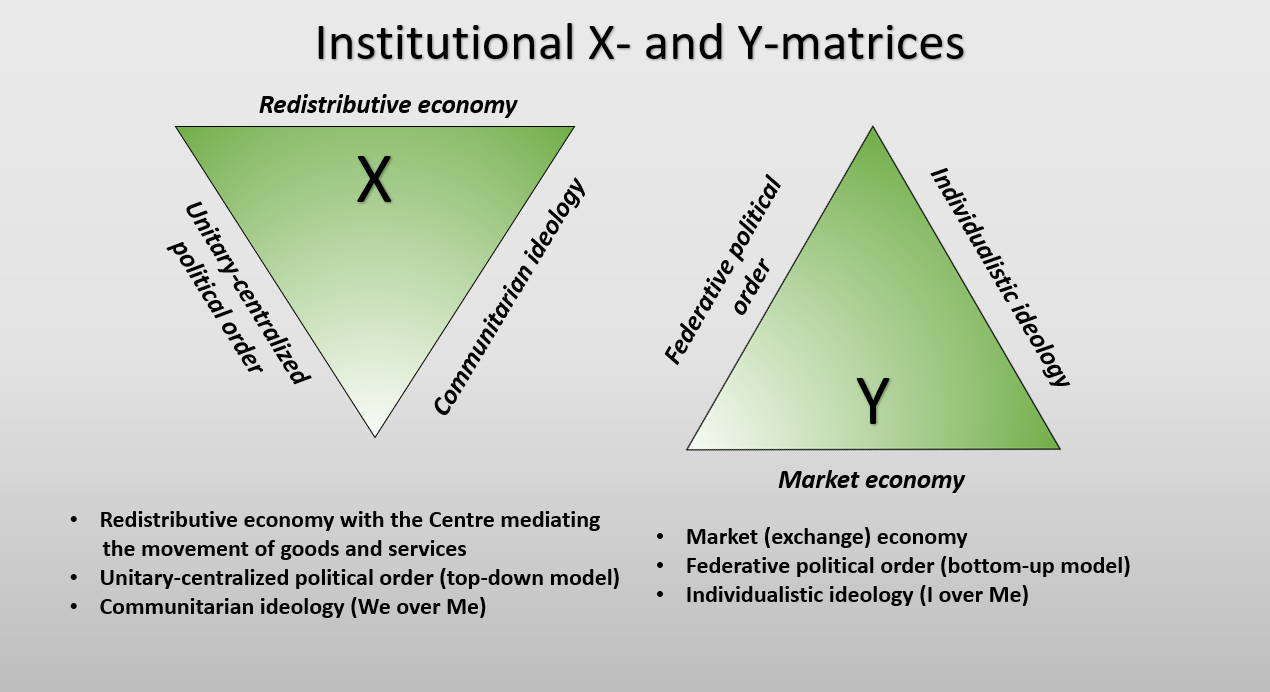 Institutional X- and Y-matrices
Redistributive economy
X
Unitary-centralized
political order
Communitarian ideology
Federative political
order
Individualistic ideology
Y
Market economy
• Redistributive economy with the Centre mediating
the movement of goods and services
• Unitary-centralized political order (top-down model)
• Communitarian ideology (We over Me)
• Market (exchange) economy
• Federative political order (bottom-up model)
• Individualistic ideology (I over Me)